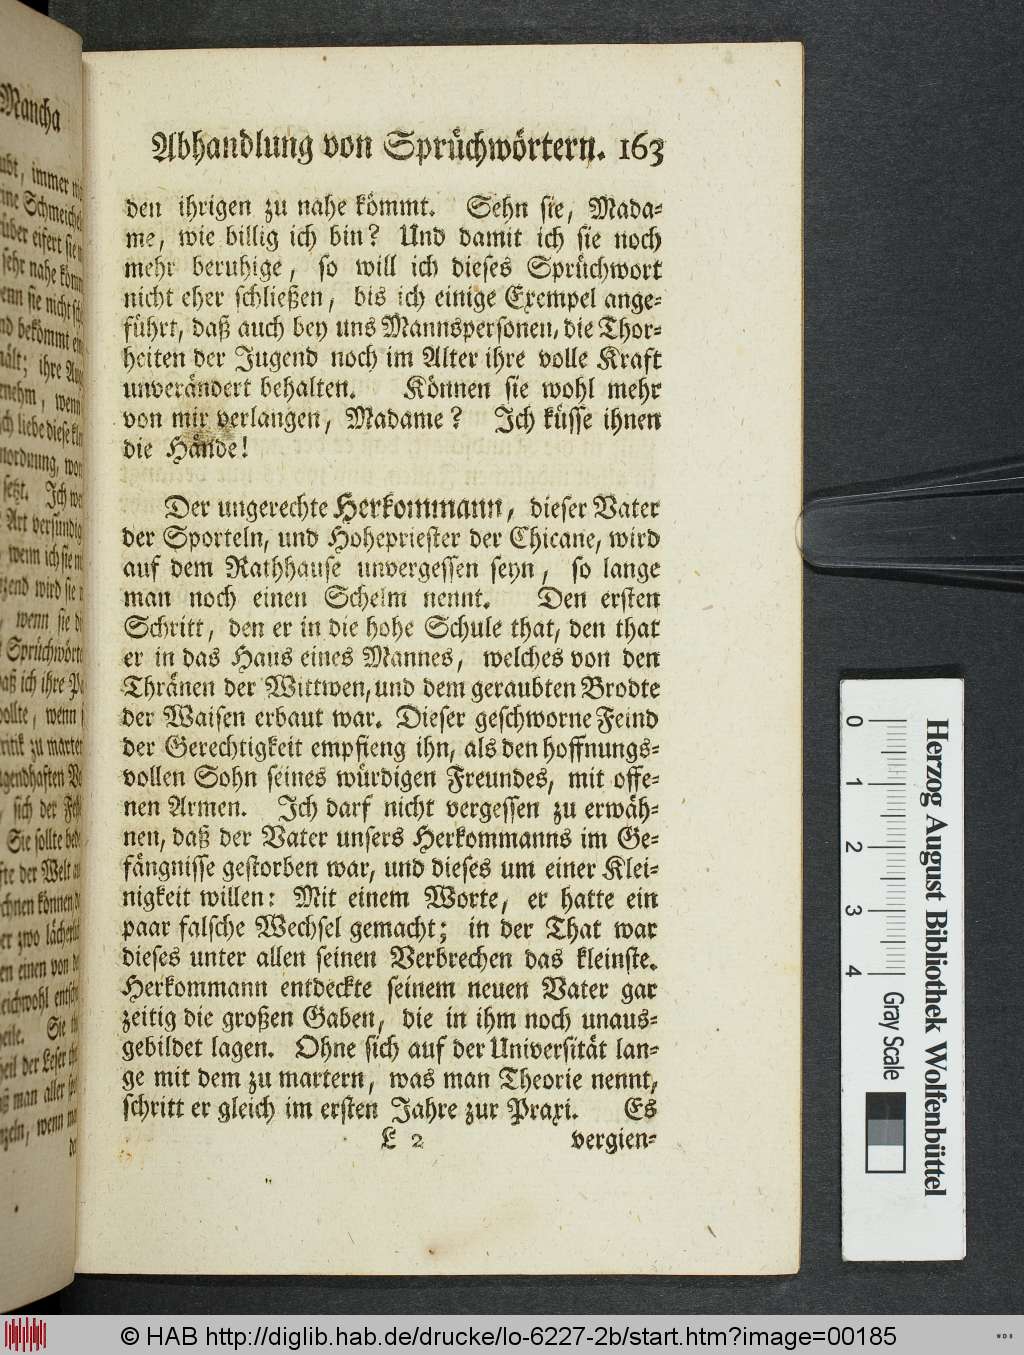 Abhandlung von Sprüchwörtern. 163
den ihrigen zu nahe kömmt. Sehn sie, Mada-
me, wie billig ich bin? Und damit ich sie noch
mehr beruhige, so will ich dieses Sprüchwort
nicht eher schließen, bis ich einige Exempel ange-
führt, daß auch bey uns Mannspersonen, die Thor-
heiten der Jugend noch im Alter ihre volle Kraft
unverändert behalten. Können sie wohl mehr
von mir verlangen, Madame? Ich küsse ihnen
die Hände!
Der ungerechte Herkommann, dieser Vater
der Sporteln, und Hohepriester der Chicane, wird
auf dem Rathhause unvergessen seyn, so lange
man noch einen Schelm nennt. Den ersten
Schritt, den er in die hohe Schule that, den that
er in das Haus eines Mannes, welches von den
Thränen der Wittwen, und dem geraubten Brodte
der Waisen erbaut war. Dieser geschworne Feind
der Gerechtigkeit empfieng ihn, als den hoffnungs-
vollen Sohn seines würdigen Freundes, mit offe-
nen Armen. Ich darf nicht vergessen zu erwäh-
nen, daß der Vater unsers Herkommanns im Ge-
fängnisse gestorben war, und dieses um einer Klei-
nigkeit willen: Mit einem Worte, er hatte ein
paar falsche Wechsel gemacht; in der That war
dieses unter allen seinen Verbrechen das kleinste.
Herkommann entdeckte seinem neuen Vater gar
zeitig die großen Gaben, die in ihm noch unaus-
gebildet lagen. Ohne sich auf der Universität lan-
ge mit dem zu martern, was man Theorie nennt,
schritt er gleich im ersten Jahre zur Praxi. Es
L 2 vergien-
Mancha
Herzog August Bibliothek Wolfenbüttel
0 1 2 3 4 Gray Scale
© HAB http://diglib.hab.de/drucke/lo-6227-2b/start.htm?image=00185